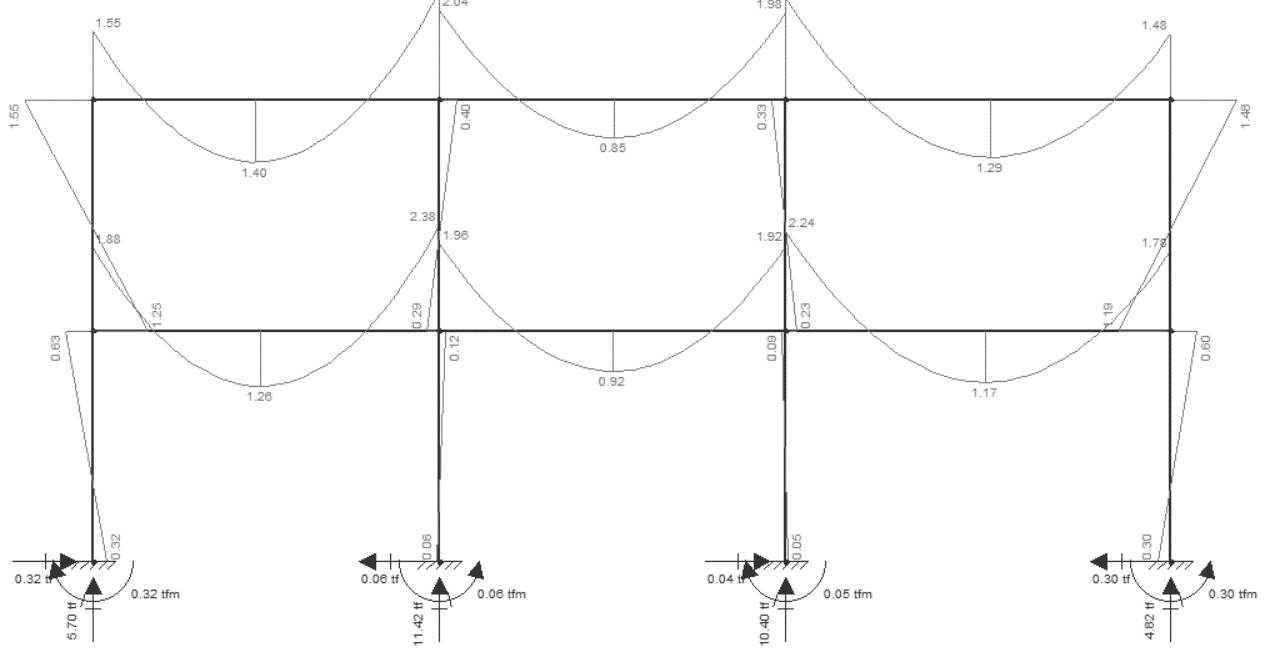 2.04
1.98
1.55
1.48
1.55
0.40
0.33
1.48
0.85
1.40
1.29
2.38
2.24
1.88
1.96
1.92
1.78
1.25
0.29
0.23
1.19
0.63
0.12
0.09
0.60
0.92
1.26
1.17
0.32
0.06
0.05
0.30
0.32 tf
0.06 tf
0.04 tf
0.30 tf
0.32 tfm
0.06 tfm
0.05 tfm
0.30 tfm
5.70 tf
11.42 tf
10.40 tf
4.82 tf